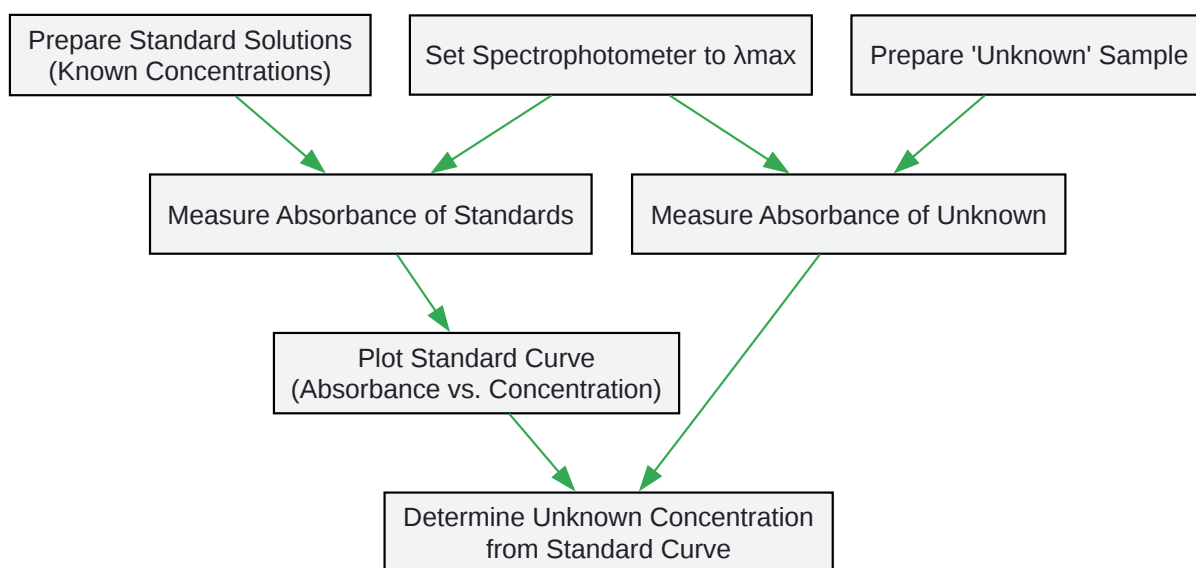 Prepare Standard Solutions
(Known Concentrations)
Set Spectrophotometer to λmax
Prepare 'Unknown' Sample
Measure Absorbance of Standards
Measure Absorbance of Unknown
Plot Standard Curve
(Absorbance vs. Concentration)
Determine Unknown Concentration
from Standard Curve